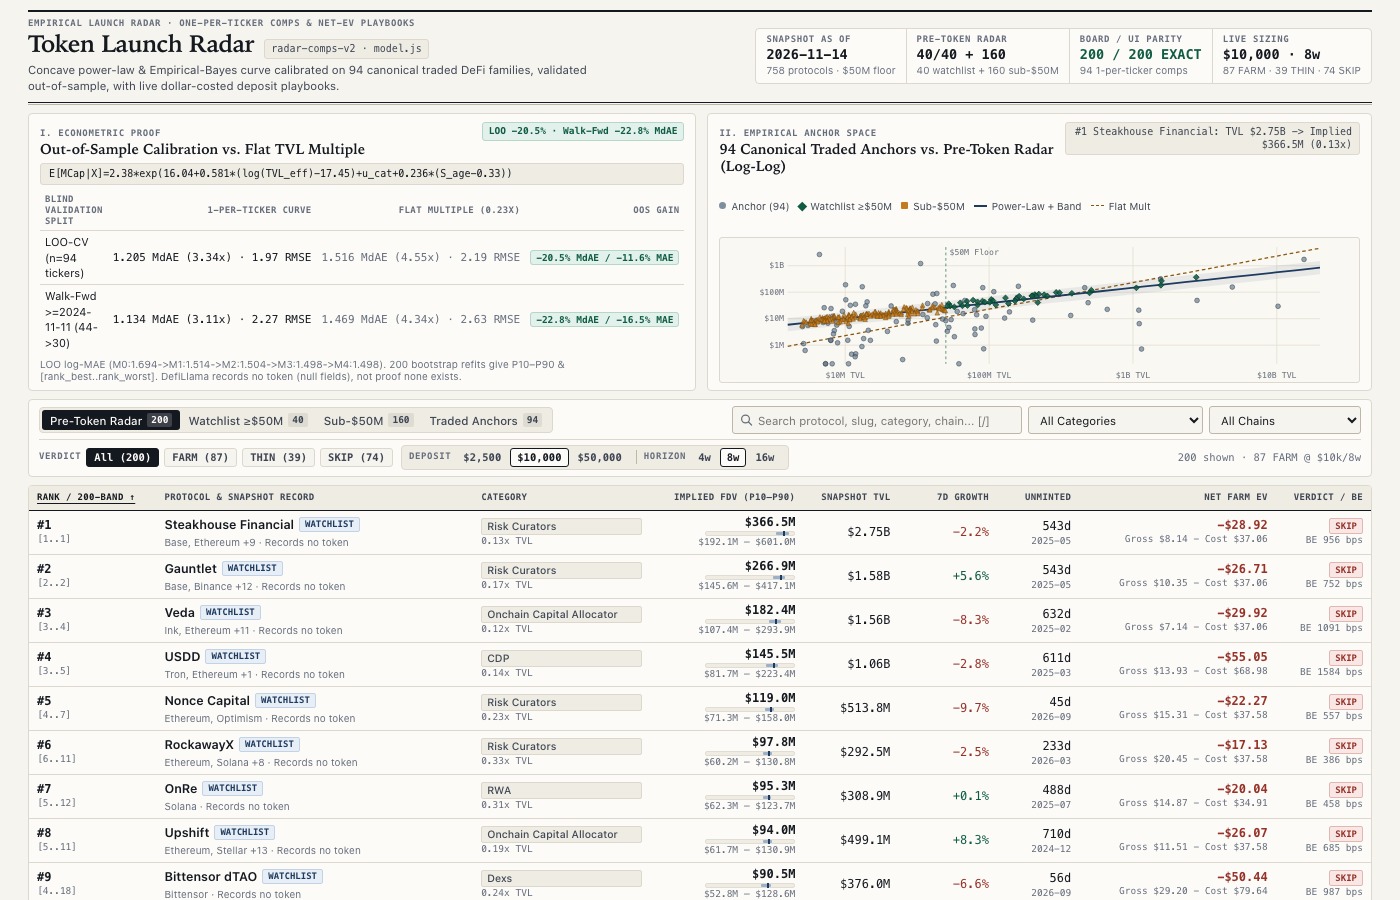 EMPIRICAL LAUNCH RADAR · ONE-PER-TICKER COMPS & NET-EV PLAYBOOKS
Token Launch Radar radar-comps-v2 · model.js
Concave power-law & Empirical-Bayes curve calibrated on 94 canonical traded DeFi families, validated
out-of-sample, with live dollar-costed deposit playbooks.
SNAPSHOT AS OF
2026-11-14
758 protocols · $50M floor
PRE-TOKEN RADAR
40/40 + 160
40 watchlist + 160 sub-$50M
BOARD / UI PARITY
200 / 200 EXACT
94 1-per-ticker comps
LIVE SIZING
$10,000 · 8w
87 FARM · 39 THIN · 74 SKIP
I. ECONOMETRIC PROOF
Out-of-Sample Calibration vs. Flat TVL Multiple
LOO −20.5% · Walk-Fwd −22.8% MdAE
E[MCap|X]=2.38*exp(16.04+0.581*(log(TVL_eff)-17.45)+u_cat+0.236*(S_age-0.33))
BLIND VALIDATION SPLIT 1-PER-TICKER CURVE FLAT MULTIPLE (0.23X) OOS GAIN
LOO-CV (n=94 tickers) 1.205 MdAE (3.34x) · 1.97 RMSE 1.516 MdAE (4.55x) · 2.19 RMSE −20.5% MdAE / −11.6% MAE
Walk-Fwd >=2024-11-11 (44->30) 1.134 MdAE (3.11x) · 2.27 RMSE 1.469 MdAE (4.34x) · 2.63 RMSE −22.8% MdAE / −16.5% MAE
LOO log-MAE (M0:1.694->M1:1.514->M2:1.504->M3:1.498->M4:1.498). 200 bootstrap refits give P10–P90 &
[rank_best..rank_worst]. DefiLlama records no token (null fields), not proof none exists.
II. EMPIRICAL ANCHOR SPACE
94 Canonical Traded Anchors vs. Pre-Token Radar
(Log-Log)
#1 Steakhouse Financial: TVL $2.75B —> Implied
$366.5M (0.13x)
Anchor (94) Watchlist ≥$50M Sub-$50M Power-Law + Band Flat Mult
$50M Floor
$1B
$100M
$10M
$1M
$10M TVL $100M TVL $1B TVL $10B TVL
Pre-Token Radar 200 Watchlist ≥$50M 40 Sub-$50M 160 Traded Anchors 94
Search protocol, slug, category, chain... [/] All Categories All Chains
VERDICT All (200) FARM (87) THIN (39) SKIP (74) DEPOSIT $2,500 $10,000 $50,000 HORIZON 4w 8w 16w
200 shown · 87 FARM @ $10k/8w
RANK / 200-BAND ↑ PROTOCOL & SNAPSHOT RECORD CATEGORY IMPLIED FDV (P10–P90) SNAPSHOT TVL 7D GROWTH UNMINTED NET FARM EV VERDICT / BE
#1 Steakhouse Financial WATCHLIST Risk Curators $366.5M $2.75B −2.2% 543d −$28.92 SKIP
[1..1] Base, Ethereum +9 · Records no token 0.13x TVL $192.1M – $601.0M 2025-05 Gross $8.14 − Cost $37.06 BE 956 bps
#2 Gauntlet WATCHLIST Risk Curators $266.9M $1.58B +5.6% 543d −$26.71 SKIP
[2..2] Base, Binance +12 · Records no token 0.17x TVL $145.6M – $417.1M 2025-05 Gross $10.35 − Cost $37.06 BE 752 bps
#3 Veda WATCHLIST Onchain Capital Allocator $182.4M $1.56B −8.3% 632d −$29.92 SKIP
[3..4] Ink, Ethereum +11 · Records no token 0.12x TVL $107.4M – $293.9M 2025-02 Gross $7.14 − Cost $37.06 BE 1091 bps
#4 USDD WATCHLIST CDP $145.5M $1.06B −2.8% 611d −$55.05 SKIP
[3..5] Tron, Ethereum +1 · Records no token 0.14x TVL $81.7M – $223.4M 2025-03 Gross $13.93 − Cost $68.98 BE 1584 bps
#5 Nonce Capital WATCHLIST Risk Curators $119.0M $513.8M −9.7% 45d −$22.27 SKIP
[4..7] Ethereum, Optimism · Records no token 0.23x TVL $71.3M – $158.0M 2026-09 Gross $15.31 − Cost $37.58 BE 557 bps
#6 RockawayX WATCHLIST Risk Curators $97.8M $292.5M −2.5% 233d −$17.13 SKIP
[6..11] Ethereum, Solana +8 · Records no token 0.33x TVL $60.2M – $130.8M 2026-03 Gross $20.45 − Cost $37.58 BE 386 bps
#7 OnRe WATCHLIST RWA $95.3M $308.9M +0.1% 488d −$20.04 SKIP
[5..12] Solana · Records no token 0.31x TVL $62.3M – $123.7M 2025-07 Gross $14.87 − Cost $34.91 BE 458 bps
#8 Upshift WATCHLIST Onchain Capital Allocator $94.0M $499.1M +8.3% 710d −$26.07 SKIP
[5..11] Ethereum, Stellar +13 · Records no token 0.19x TVL $61.7M – $130.9M 2024-12 Gross $11.51 − Cost $37.58 BE 685 bps
#9 Bittensor dTAO WATCHLIST Dexs $90.5M $376.0M −6.6% 56d −$50.44 SKIP
[4..18] Bittensor · Records no token 0.24x TVL $52.8M – $128.6M 2026-09 Gross $29.20 − Cost $79.64 BE 987 bps